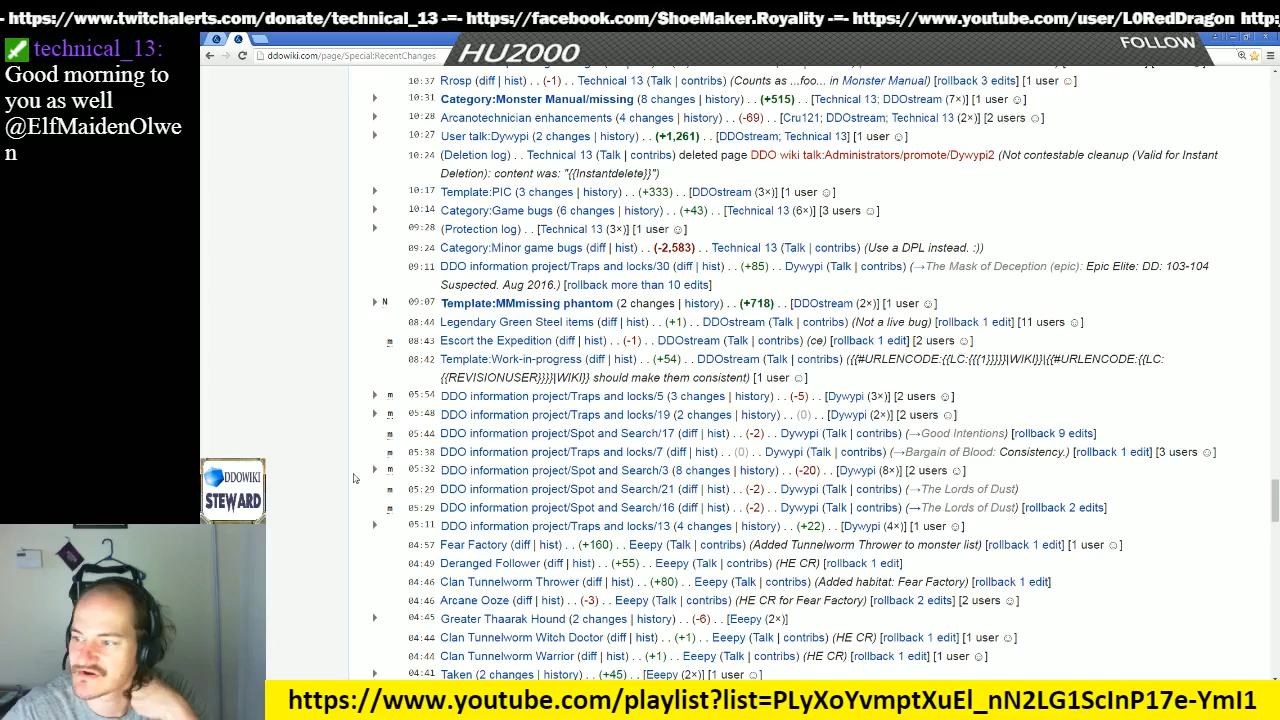 https://www.twitchalerts.com/donate/technical_13 -=- https://facebook.com/ShoeMaker.Royality -=- https://www.youtube.com/user/L0RedDragon
technical_13:
Good morning to
you as well
@ElfMaidenOlwe
n
ddowiki.com/page/Special:RecentChanges
HU2000
FOLLOW
10:37 Rrosp (diff | hist) . . (-1) . . Technical 13 (Talk | contribs) (Counts as ...foo... in Monster Manual) [rollback 3 edits] [1 user ☺]
10:31 Category:Monster Manual/missing (8 changes | history) . . (+515) . . [Technical 13; DDOstream (7×)] [1 user ☺]
10:28 Arcanotechnician enhancements (4 changes | history) . . (-69) . . [Cru121; DDOstream; Technical 13 (2×)] [2 users ☺]
10:27 User talk:Dywypi (2 changes | history) . . (+1,261) . . [DDOstream; Technical 13] [1 user ☺]
10:24 (Deletion log) . . Technical 13 (Talk | contribs) deleted page DDO wiki talk:Administrators/promote/Dywypi2 (Not contestable cleanup (Valid for Instant
Deletion): content was: "{{Instantdelete}}")
10:17 Template:PIC (3 changes | history) . . (+333) . . [DDOstream (3×)] [1 user ☺]
10:14 Category:Game bugs (6 changes | history) . . (+43) . . [Technical 13 (6×)] [3 users ☺]
09:28 (Protection log) . . [Technical 13 (3×)] [1 user ☺]
09:24 Category:Minor game bugs (diff | hist) . . (-2,583) . . Technical 13 (Talk | contribs) (Use a DPL instead. :))
09:11 DDO information project/Traps and locks/30 (diff | hist) . . (+85) . . Dywypi (Talk | contribs) (→The Mask of Deception (epic): Epic Elite: DD: 103-104
Suspected. Aug 2016.) [rollback more than 10 edits]
N 09:07 Template:MMmissing phantom (2 changes | history) . . (+718) . . [DDOstream (2×)] [1 user ☺]
08:44 Legendary Green Steel items (diff | hist) . . (+1) . . DDOstream (Talk | contribs) (Not a live bug) [rollback 1 edit] [11 users ☺]
m 08:43 Escort the Expedition (diff | hist) . . (-1) . . DDOstream (Talk | contribs) (ce) [rollback 1 edit] [2 users ☺]
08:42 Template:Work-in-progress (diff | hist) . . (+54) . . DDOstream (Talk | contribs) ({{#URLENCODE:{{LC:{{{1}}}}}|WIKI}}|{{#URLENCODE:{{LC:
{{REVISIONUSER}}}}|WIKI}} should make them consistent) [1 user ☺]
m 05:54 DDO information project/Traps and locks/5 (3 changes | history) . . (-5) . . [Dywypi (3×)] [2 users ☺]
m 05:48 DDO information project/Traps and locks/19 (2 changes | history) . . (0) . . [Dywypi (2×)] [2 users ☺]
m 05:44 DDO information project/Spot and Search/17 (diff | hist) . . (-2) . . Dywypi (Talk | contribs) (→Good Intentions) [rollback 9 edits]
m 05:38 DDO information project/Traps and locks/7 (diff | hist) . . (0) . . Dywypi (Talk | contribs) (→Bargain of Blood: Consistency.) [rollback 1 edit] [3 users ☺]
m 05:32 DDO information project/Spot and Search/3 (8 changes | history) . . (-20) . . [Dywypi (8×)] [2 users ☺]
m 05:29 DDO information project/Spot and Search/21 (diff | hist) . . (-2) . . Dywypi (Talk | contribs) (→The Lords of Dust)
m 05:29 DDO information project/Spot and Search/16 (diff | hist) . . (-2) . . Dywypi (Talk | contribs) (→The Lords of Dust) [rollback 2 edits]
05:11 DDO information project/Traps and locks/13 (4 changes | history) . . (+22) . . [Dywypi (4×)] [1 user ☺]
04:57 Fear Factory (diff | hist) . . (+160) . . Eeepy (Talk | contribs) (Added Tunnelworm Thrower to monster list) [rollback 1 edit] [1 user ☺]
04:49 Deranged Follower (diff | hist) . . (+55) . . Eeepy (Talk | contribs) (HE CR) [rollback 1 edit]
04:46 Clan Tunnelworm Thrower (diff | hist) . . (+80) . . Eeepy (Talk | contribs) (Added habitat: Fear Factory) [rollback 1 edit]
04:46 Arcane Ooze (diff | hist) . . (-3) . . Eeepy (Talk | contribs) (HE CR for Fear Factory) [rollback 2 edits] [2 users ☺]
04:45 Greater Thaarak Hound (2 changes | history) . . (-6) . . [Eeepy (2×)]
04:44 Clan Tunnelworm Witch Doctor (diff | hist) . . (+1) . . Eeepy (Talk | contribs) (HE CR) [rollback 1 edit] [1 user ☺]
04:44 Clan Tunnelworm Warrior (diff | hist) . . (+1) . . Eeepy (Talk | contribs) (HE CR) [rollback 1 edit] [1 user ☺]
04:41 Taken (2 changes | history) . . (+45) . . [Eeepy (2×)] [1 user ☺]
DDOWIKI
STEWARD
https://www.youtube.com/playlist?list=PLyXoYvmptXuEl_nN2LG1ScInP17e-YmI1